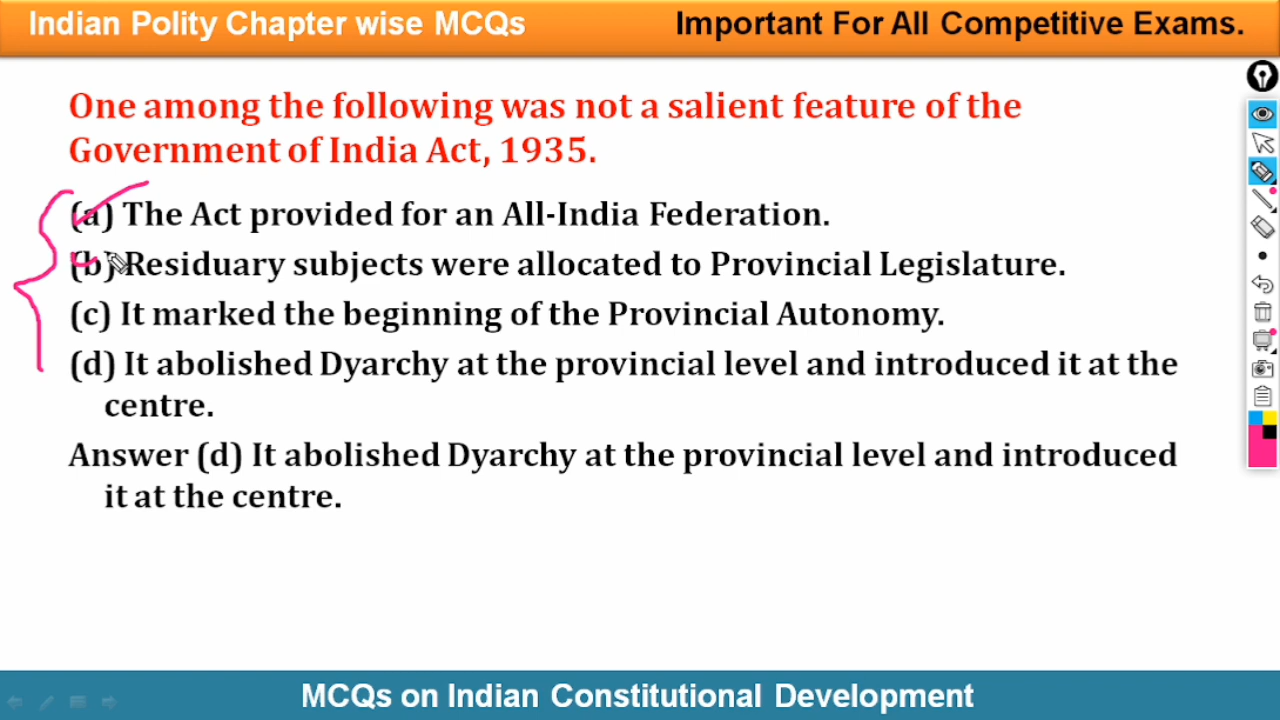 Indian Polity Chapter wise MCQs Important For All Competitive Exams.
One among the following was not a salient feature of the
Government of India Act, 1935.
(a) The Act provided for an All-India Federation.
(b) Residuary subjects were allocated to Provincial Legislature.
(c) It marked the beginning of the Provincial Autonomy.
(d) It abolished Dyarchy at the provincial level and introduced it at the
centre.
Answer (d) It abolished Dyarchy at the provincial level and introduced
it at the centre.
MCQs on Indian Constitutional Development